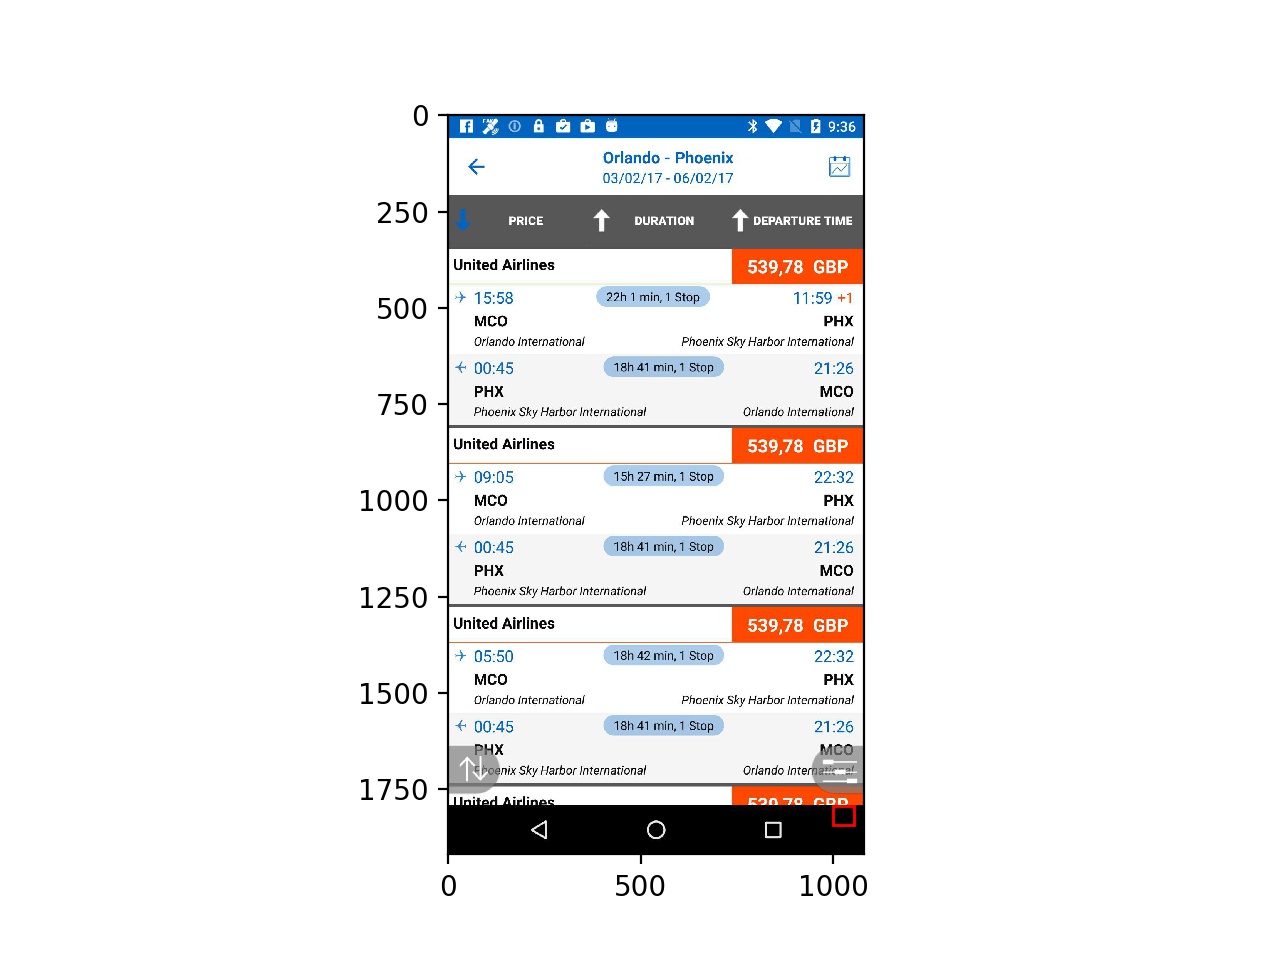 0
250
500
750
1000
1250
1500
1750
0
500
1000
9:36
Orlando - Phoenix
03/02/17 - 06/02/17
PRICE
DURATION
DEPARTURE TIME
United Airlines
539,78 GBP
15:58
22h 1 min, 1 Stop
11:59 +1
MCO
PHX
Orlando International
Phoenix Sky Harbor International
00:45
18h 41 min, 1 Stop
21:26
PHX
MCO
Phoenix Sky Harbor International
Orlando International
United Airlines
539,78 GBP
09:05
15h 27 min, 1 Stop
22:32
MCO
PHX
Orlando International
Phoenix Sky Harbor International
00:45
18h 41 min, 1 Stop
21:26
PHX
MCO
Phoenix Sky Harbor International
Orlando International
United Airlines
539,78 GBP
05:50
18h 42 min, 1 Stop
22:32
MCO
PHX
Orlando International
Phoenix Sky Harbor International
00:45
18h 41 min, 1 Stop
21:26
PHX
MCO
Phoenix Sky Harbor International
Orlando International
United Airlines
539,78 GBP